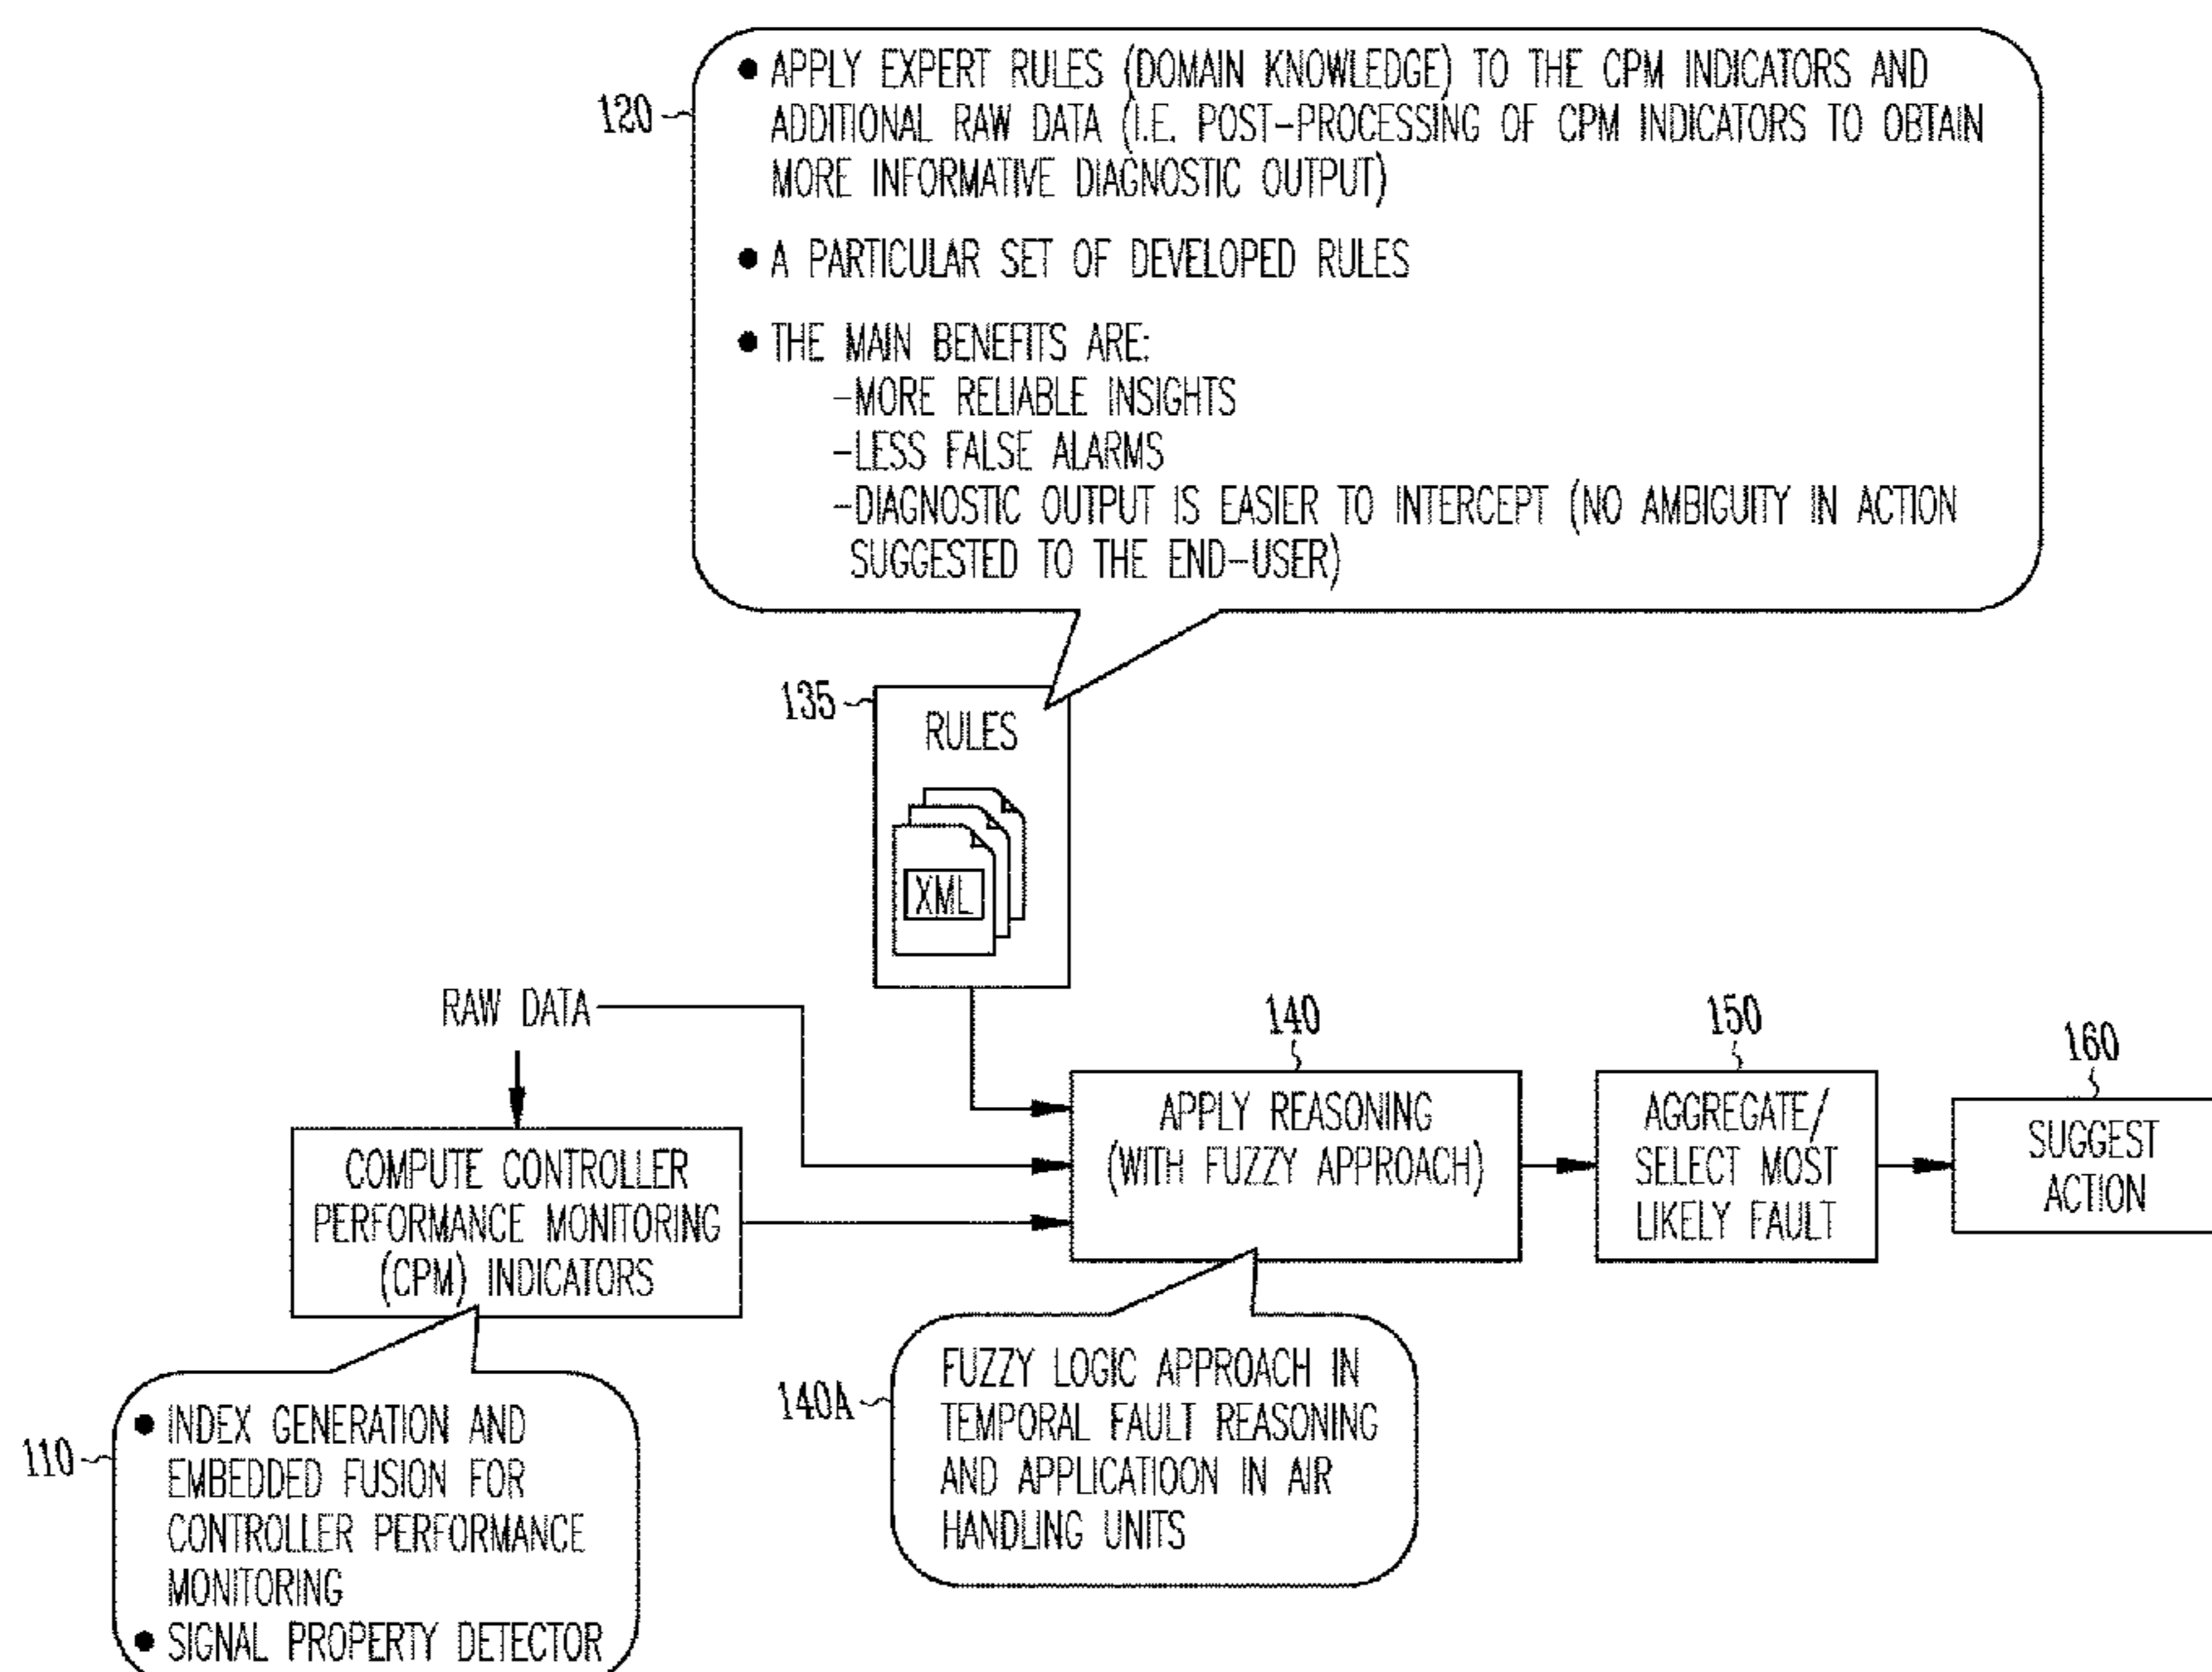 120
● APPLY EXPERT RULES (DOMAIN KNOWLEDGE) TO THE CPM INDICATORS AND
ADDITIONAL RAW DATA (I.E. POST-PROCESSING OF CPM INDICATORS TO OBTAIN
MORE INFORMATIVE DIAGNOSTIC OUTPUT)
● A PARTICULAR SET OF DEVELOPED RULES
● THE MAIN BENEFITS ARE:
-MORE RELIABLE INSIGHTS
-LESS FALSE ALARMS
-DIAGNOSTIC OUTPUT IS EASIER TO INTERCEPT (NO AMBIGUITY IN ACTION
SUGGESTED TO THE END-USER)
135
RULES
XML
RAW DATA
COMPUTE CONTROLLER
PERFORMANCE MONITORING
(CPM) INDICATORS
140
APPLY REASONING
(WITH FUZZY APPROACH)
150
AGGREGATE/
SELECT MOST
LIKELY FAULT
160
SUGGEST
ACTION
110
● INDEX GENERATION AND
EMBEDDED FUSION FOR
CONTROLLER PERFORMANCE
MONITORING
● SIGNAL PROPERTY DETECTOR
140A
FUZZY LOGIC APPROACH IN
TEMPORAL FAULT REASONING
AND APPLICATIOON IN AIR
HANDLING UNITS